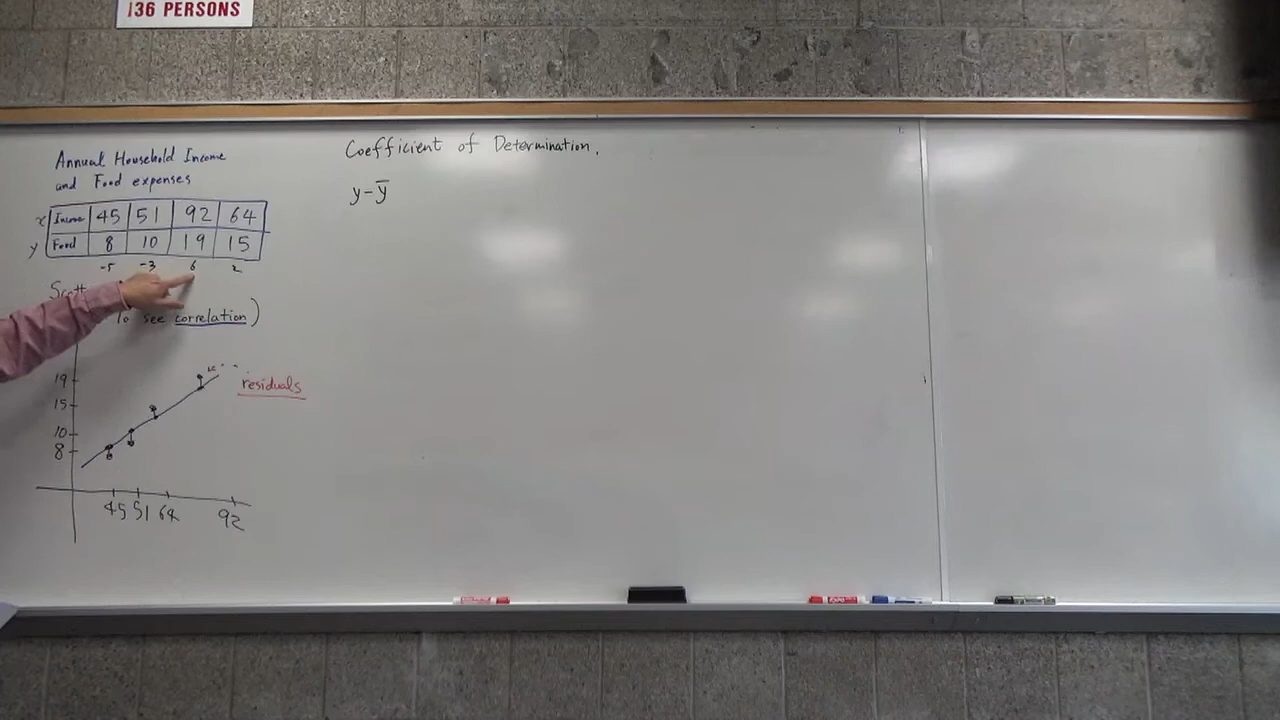 136 PERSONS
Annual Household Income
and Food expenses
x Income 45 51 92 64
y Food 8 10 19 15
-5 -3 6 2
To see correlation)
19
15
10
8
45 51 64 92
residuals
Coefficient of Determination.
y-ȳ